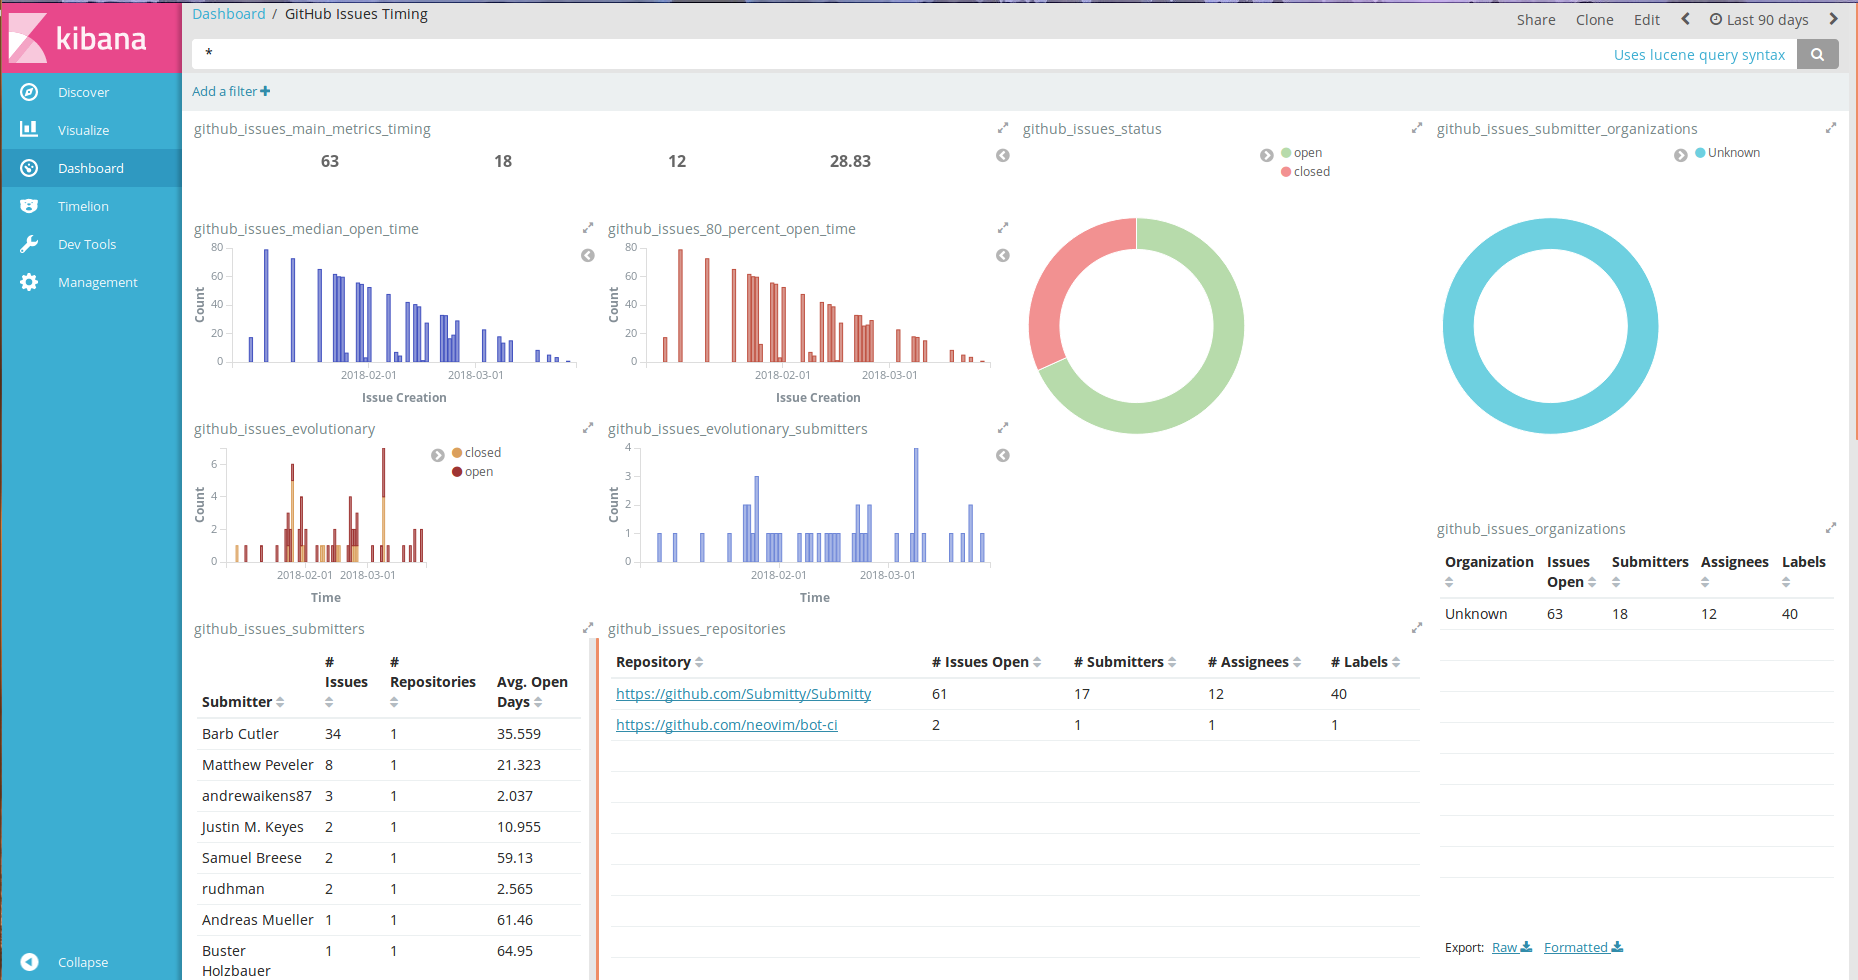 kibana
Discover
Visualize
Dashboard
Timelion
Dev Tools
Management
Collapse
Dashboard / GitHub Issues Timing
Share Clone Edit Last 90 days
*
Uses lucene query syntax
Add a filter
github_issues_main_metrics_timing
63 18 12 28.83
github_issues_status
open
closed
github_issues_submitter_organizations
Unknown
github_issues_median_open_time
80
60
40
20
0
Count
2018-02-01 2018-03-01
Issue Creation
github_issues_80_percent_open_time
80
60
40
20
0
Count
2018-02-01 2018-03-01
Issue Creation
github_issues_evolutionary
closed
open
6
4
2
0
Count
2018-02-01 2018-03-01
Time
github_issues_evolutionary_submitters
4
3
2
1
0
Count
2018-02-01 2018-03-01
Time
github_issues_organizations
Organization Issues Open Submitters Assignees Labels
Unknown 63 18 12 40
Export: Raw Formatted
github_issues_submitters
Submitter # Issues # Repositories Avg. Open Days
Barb Cutler 34 1 35.559
Matthew Peveler 8 1 21.323
andrewaikens87 3 1 2.037
Justin M. Keyes 2 1 10.955
Samuel Breese 2 1 59.13
rudhman 2 1 2.565
Andreas Mueller 1 1 61.46
Buster Holzbauer 1 1 64.95
github_issues_repositories
Repository # Issues Open # Submitters # Assignees # Labels
https://github.com/Submitty/Submitty 61 17 12 40
https://github.com/neovim/bot-ci 2 1 1 1